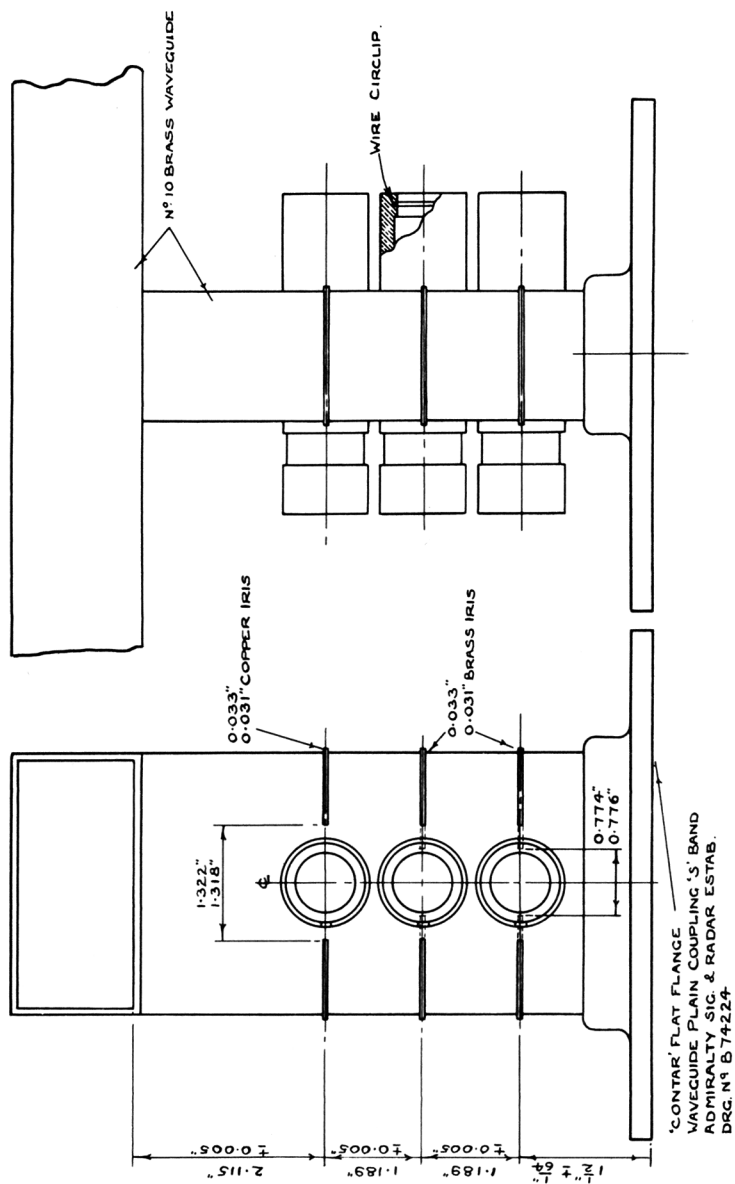 Nº 10 BRASS WAVEGUIDE
WIRE CIRCLIP.
0.033"
0.031" COPPER IRIS
0.033"
0.031" BRASS IRIS
1.322"
1.318"
℄
0.774"
0.776"
2.115"
± 0.005"
1.189"
± 0.005"
1.189"
± 0.005"
1 1/2" ± 1/64"
'CONTAR' FLAT FLANGE
WAVEGUIDE PLAIN COUPLING 'S' BAND
ADMIRALTY SIG. & RADAR ESTAB.
DRG. Nº B 74224